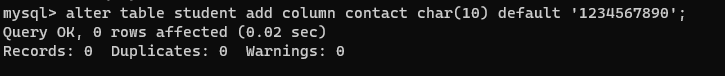 mysql> alter table student add column contact char(10) default '1234567890';
Query OK, 0 rows affected (0.02 sec)
Records: 0  Duplicates: 0  Warnings: 0